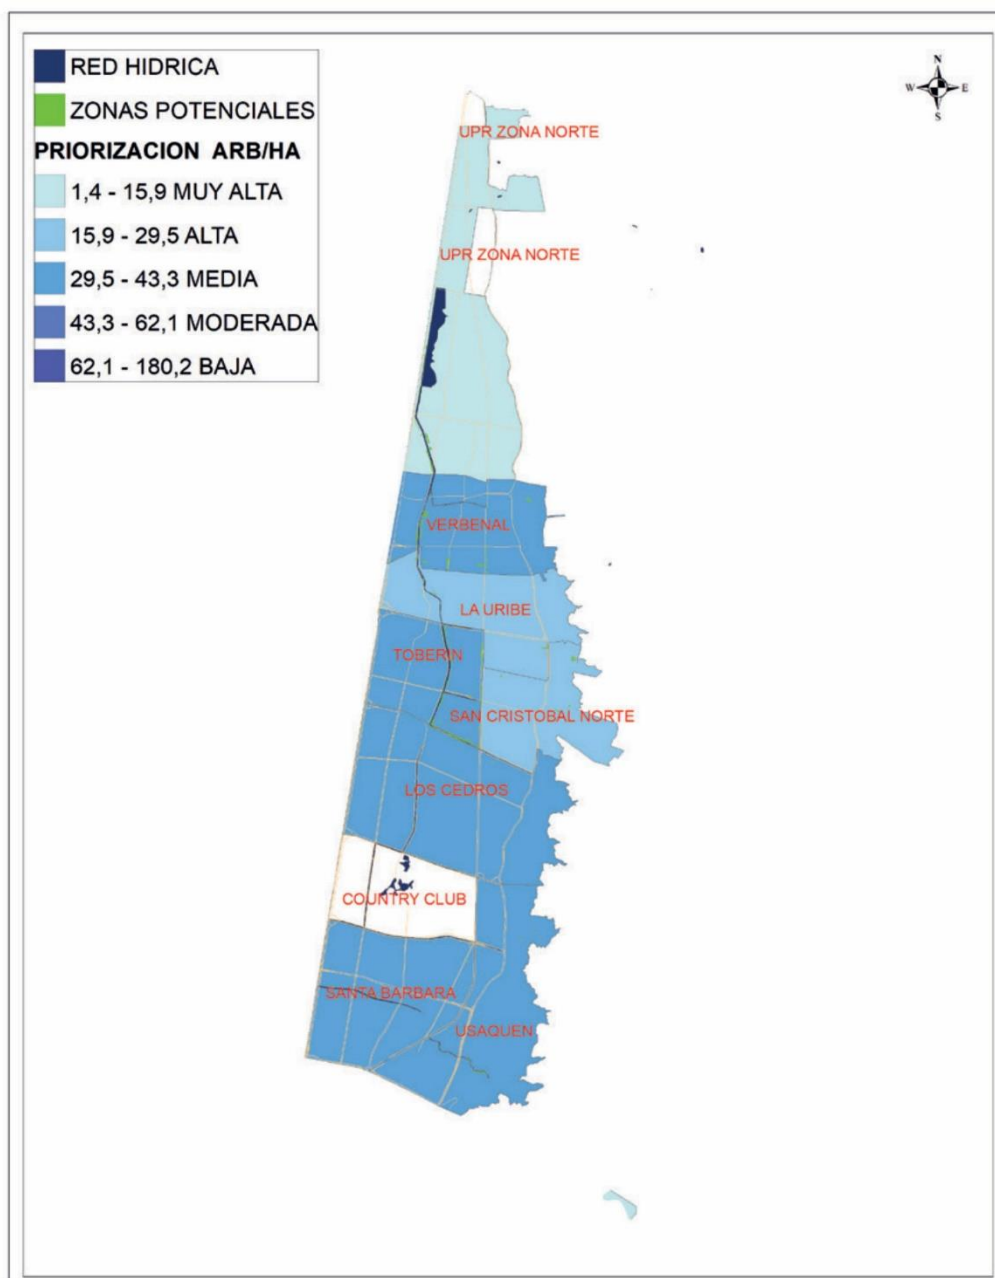 RED HIDRICA
ZONAS POTENCIALES
PRIORIZACION ARB/HA
1,4 - 15,9 MUY ALTA
15,9 - 29,5 ALTA
29,5 - 43,3 MEDIA
43,3 - 62,1 MODERADA
62,1 - 180,2 BAJA
N
W E
S
UPR ZONA NORTE
UPR ZONA NORTE
VERBENAL
LA URIBE
TOBERIN
SAN CRISTOBAL NORTE
LOS CEDROS
COUNTRY CLUB
SANTA BARBARA
USAQUEN